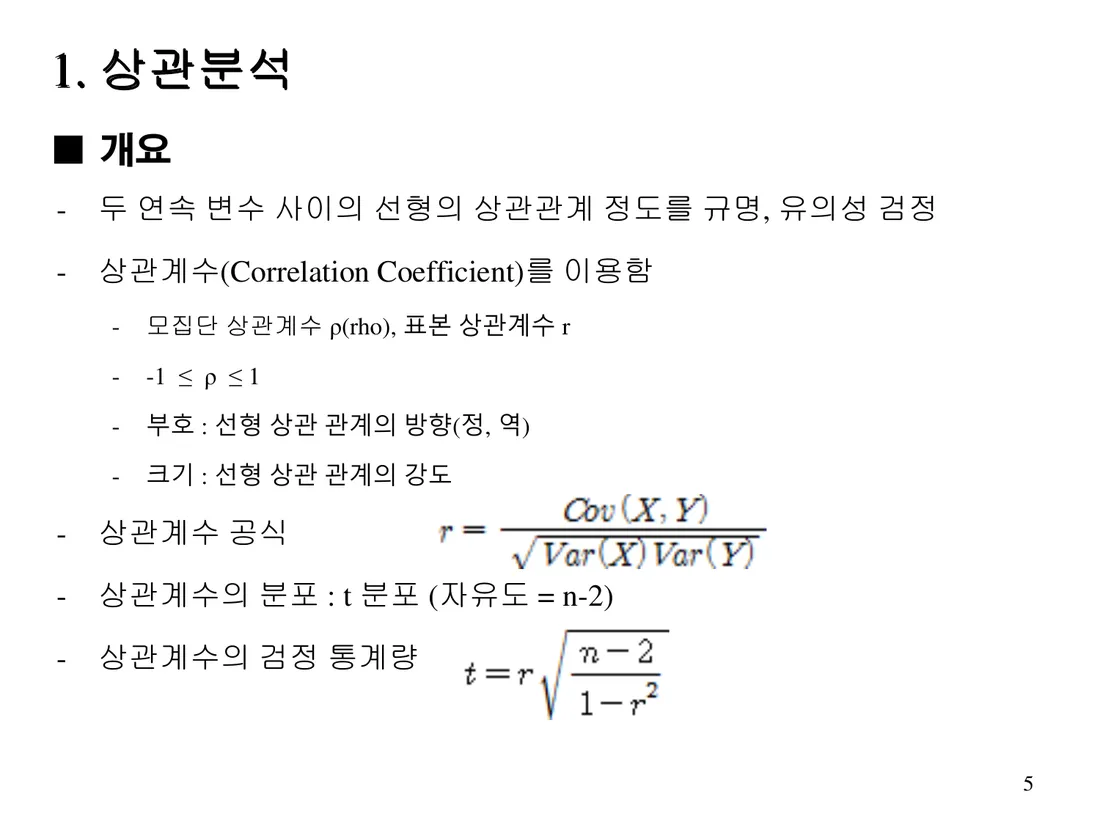 1. 상관분석
■ 개요
- 두 연속 변수 사이의 선형의 상관관계 정도를 규명, 유의성 검정
- 상관계수(Correlation Coefficient)를 이용함
- 모집단 상관계수 ρ(rho), 표본 상관계수 r
- -1 ≤ ρ ≤ 1
- 부호 : 선형 상관 관계의 방향(정, 역)
- 크기 : 선형 상관 관계의 강도
- 상관계수 공식 r = Cov(X, Y) / √Var(X)Var(Y)
- 상관계수의 분포 : t 분포 (자유도 = n-2)
- 상관계수의 검정 통계량 t = r √((n-2) / (1-r²))
5